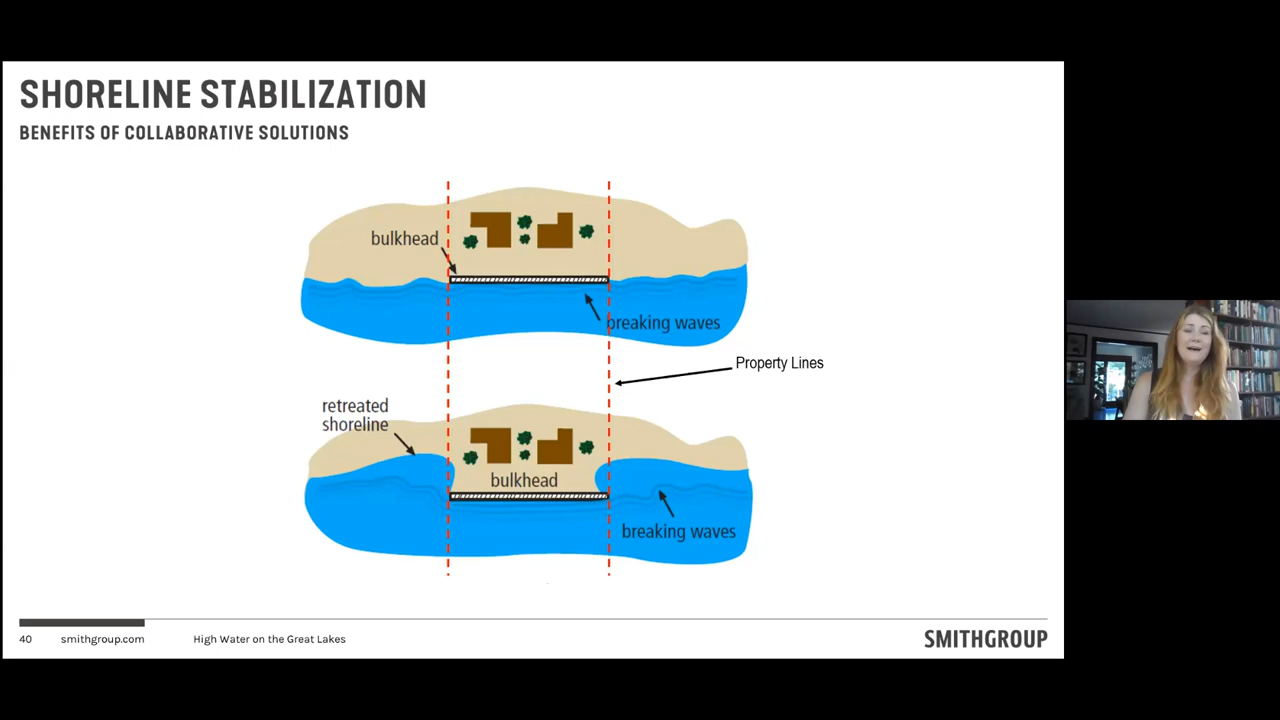 SHORELINE STABILIZATION
BENEFITS OF COLLABORATIVE SOLUTIONS
bulkhead
breaking waves
Property Lines
retreated
shoreline
bulkhead
breaking waves
40 smithgroup.com High Water on the Great Lakes SMITHGROUP